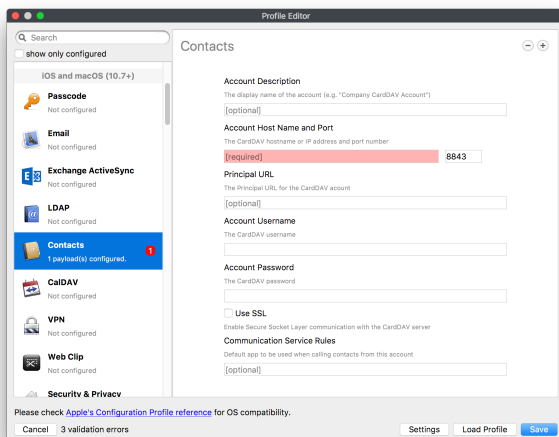 Profile Editor
Search
show only configured
iOS and macOS (10.7+)
Passcode
Not configured
Email
Not configured
Exchange ActiveSync
Not configured
LDAP
Not configured
Contacts
1 payload(s) configured.
1
CalDAV
Not configured
VPN
Not configured
Web Clip
Not configured
Security & Privacy
Contacts
Account Description
The display name of the account (e.g. "Company CardDAV Account")
[optional]
Account Host Name and Port
The CardDAV hostname or IP address and port number
[required] 8843
Principal URL
The Principal URL for the CardDAV acount
[optional]
Account Username
The CardDAV username
Account Password
The CardDAV password
Use SSL
Enable Secure Socket Layer communication with the CardDAV server
Communication Service Rules
Default app to be used when calling contacts from this account
[optional]
Please check Apple's Configuration Profile reference for OS compatibility.
Cancel 3 validation errors Settings Load Profile Save